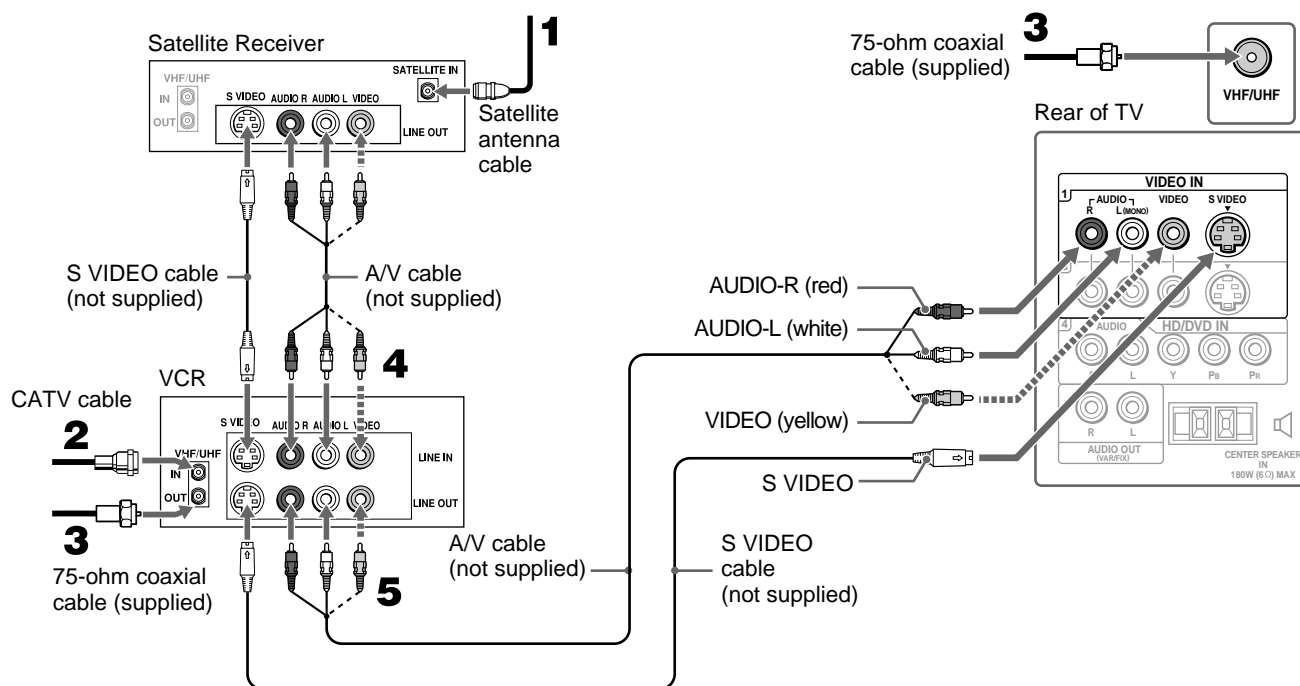 1
Satellite Receiver
SATELLITE IN
VHF/UHF
IN
OUT
S VIDEO AUDIO R AUDIO L VIDEO
LINE OUT
Satellite
antenna
cable
3
75-ohm coaxial
cable (supplied)
VHF/UHF
Rear of TV
VIDEO IN
1
AUDIO
R L (MONO)
VIDEO
S VIDEO
4
AUDIO
HD/DVD IN
L Y PB PR
R L
AUDIO OUT
(VAR/FIX)
CENTER SPEAKER
IN
180W (6Ω) MAX
S VIDEO cable
(not supplied)
A/V cable
(not supplied)
AUDIO-R (red)
AUDIO-L (white)
VIDEO (yellow)
S VIDEO
4
VCR
CATV cable
2
S VIDEO AUDIO R AUDIO L VIDEO
VHF/UHF
IN
OUT
LINE IN
LINE OUT
3
75-ohm coaxial
cable (supplied)
5
A/V cable
(not supplied)
S VIDEO
cable
(not supplied)